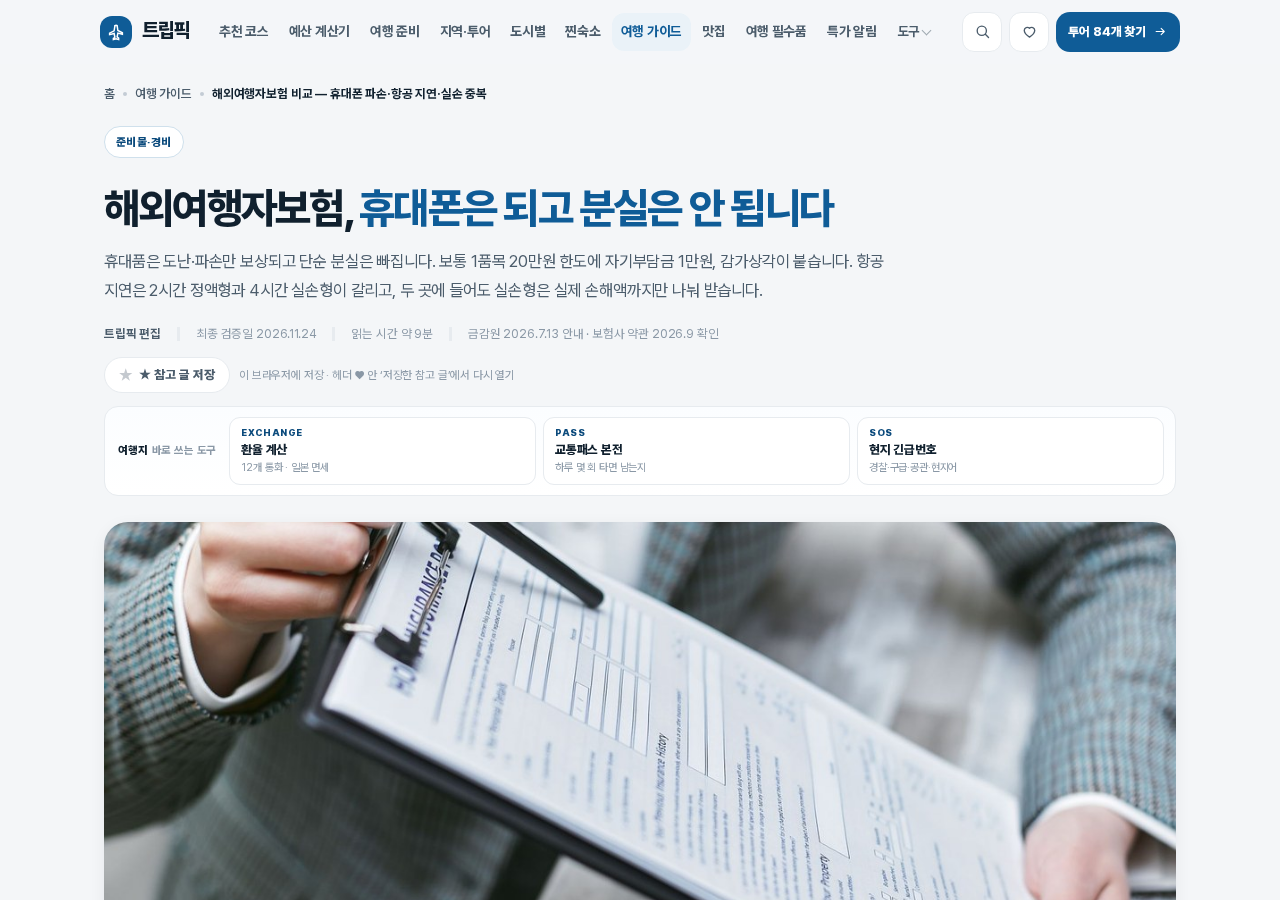 트립픽
추천 코스 예산 계산기 여행 준비 지역·투어 도시별 찐숙소 여행 가이드 맛집 여행 필수품 특가 알림 도구
투어 84개 찾기 →
홈 • 여행 가이드 • 해외여행자보험 비교 — 휴대폰 파손·항공 지연·실손 중복
준비물·경비
해외여행자보험, 휴대폰은 되고 분실은 안 됩니다
휴대품은 도난·파손만 보상되고 단순 분실은 빠집니다. 보통 1품목 20만원 한도에 자기부담금 1만원, 감가상각이 붙습니다. 항공
지연은 2시간 정액형과 4시간 실손형이 갈리고, 두 곳에 들어도 실손형은 실제 손해액까지만 나눠 받습니다.
트립픽 편집 최종 검증일 2026.11.24 읽는 시간 약 9분 금감원 2026.7.13 안내 · 보험사 약관 2026.9 확인
★ ★ 참고 글 저장 이 브라우저에 저장 · 헤더 ♥ 안 '저장한 참고 글'에서 다시 열기
여행지 바로 쓰는 도구
EXCHANGE
환율 계산
12개 통화 · 일본 면세
PASS
교통패스 본전
하루 몇 회 타면 남는지
SOS
현지 긴급번호
경찰·구급·공관·현지어
Your Previous Insurance History
Your Property